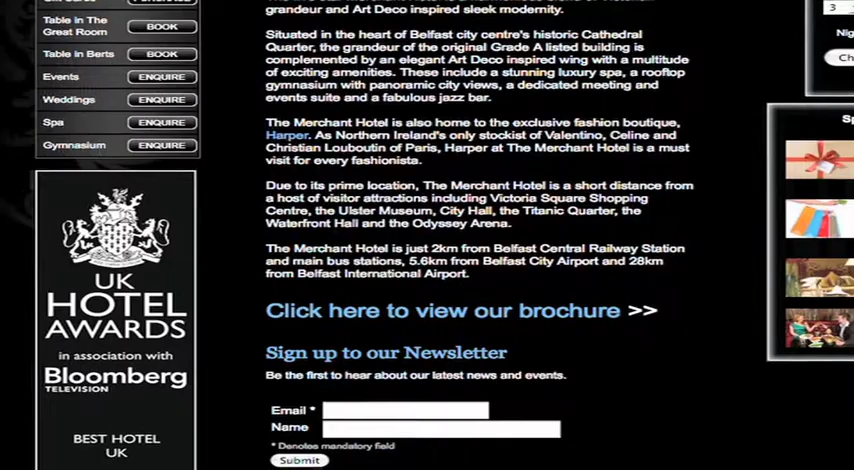 grandeur and Art Deco inspired sleek modernity.
Table in The
Great Room
BOOK
Table in Berts
BOOK
Events
ENQUIRE
Weddings
ENQUIRE
Spa
ENQUIRE
Gymnasium
ENQUIRE
UK
HOTEL
AWARDS
in association with
Bloomberg
TELEVISION
BEST HOTEL
UK
Situated in the heart of Belfast city centre's historic Cathedral
Quarter, the grandeur of the original Grade A listed building is
complemented by an elegant Art Deco inspired wing with a multitude
of exciting amenities. These include a stunning luxury spa, a rooftop
gymnasium with panoramic city views, a dedicated meeting and
events suite and a fabulous jazz bar.
The Merchant Hotel is also home to the exclusive fashion boutique,
Harper. As Northern Ireland's only stockist of Valentino, Celine and
Christian Louboutin of Paris, Harper at The Merchant Hotel is a must
visit for every fashionista.
Due to its prime location, The Merchant Hotel is a short distance from
a host of visitor attractions including Victoria Square Shopping
Centre, the Ulster Museum, City Hall, the Titanic Quarter, the
Waterfront Hall and the Odyssey Arena.
The Merchant Hotel is just 2km from Belfast Central Railway Station
and main bus stations, 5.6km from Belfast City Airport and 28km
from Belfast International Airport.
Click here to view our brochure >>
Sign up to our Newsletter
Be the first to hear about our latest news and events.
Email *
Name
* Denotes mandatory field
Submit
3